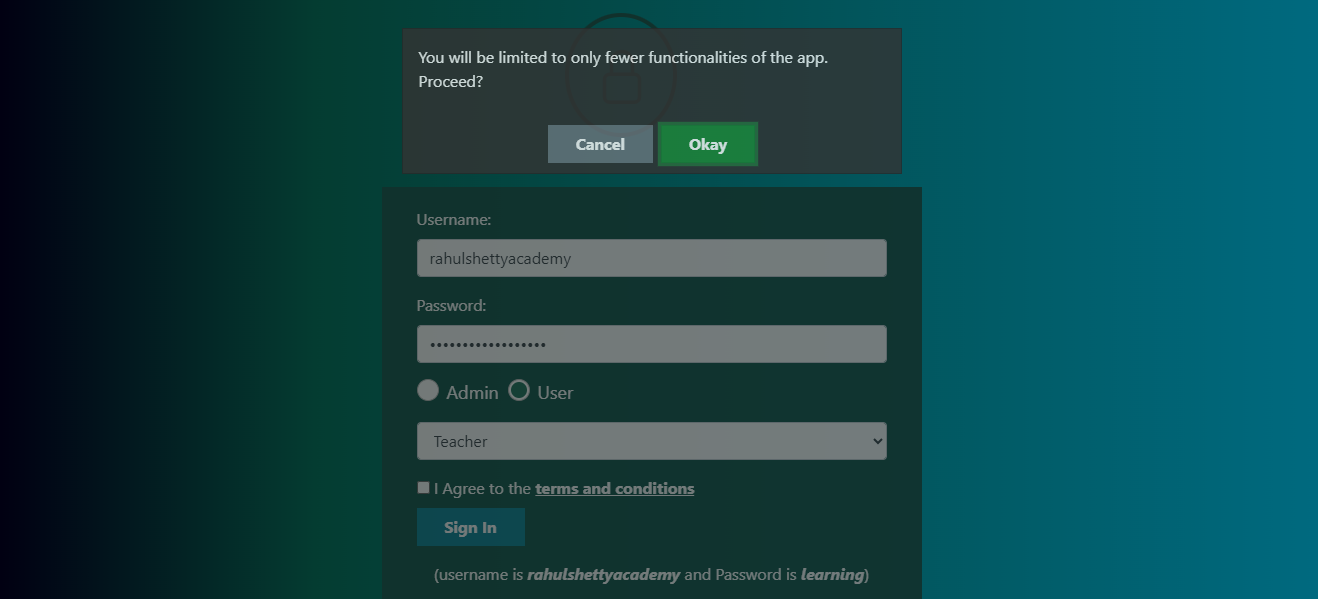 You will be limited to only fewer functionalities of the app.
Proceed?
Cancel Okay
Username:
rahulshettyacademy
Password:
••••••••••••••••••
Admin User
Teacher
I Agree to the terms and conditions
Sign In
(username is rahulshettyacademy and Password is learning)